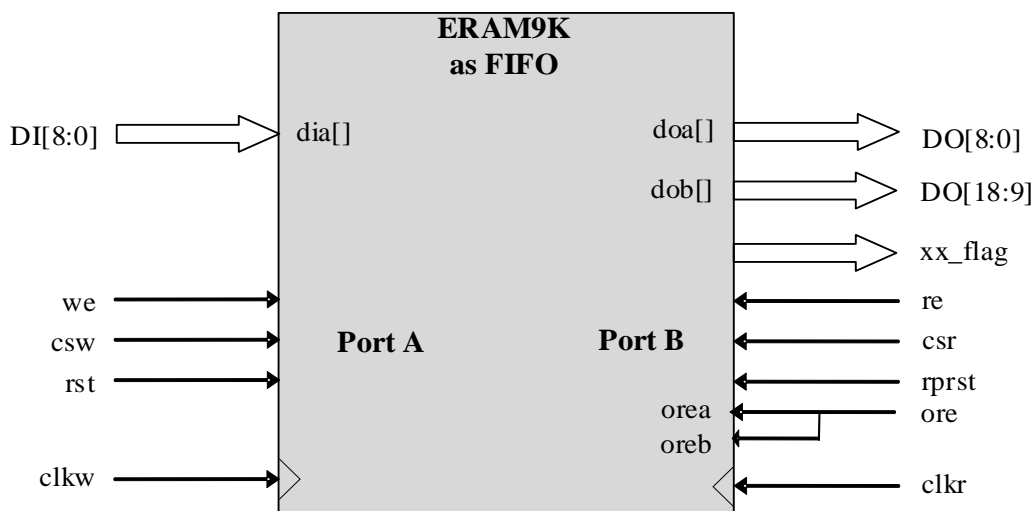 ERAM9K
as FIFO
DI[8:0]
dia[]
doa[]
DO[8:0]
dob[]
DO[18:9]
xx_flag
we
re
csw
Port A
Port B
csr
rst
rprst
orea
ore
oreb
clkw
clkr